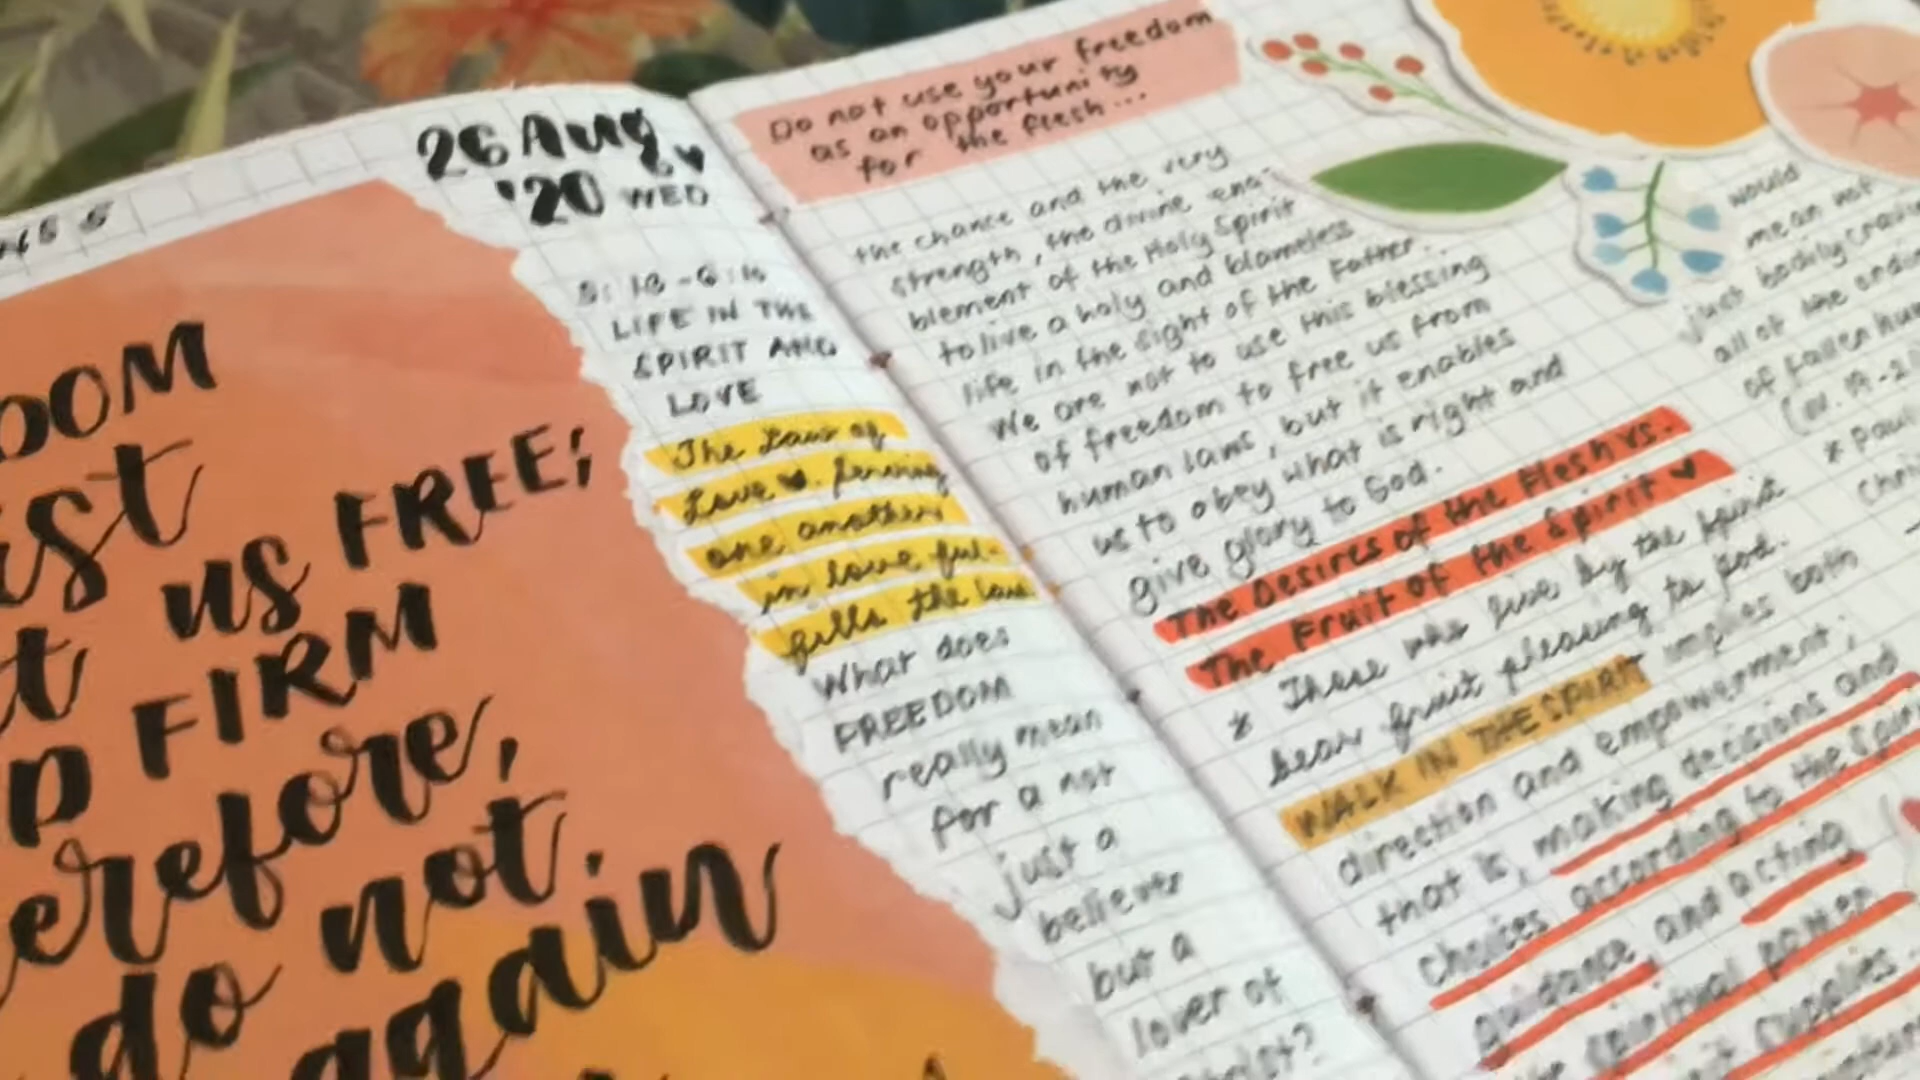 DOM
us FREE;
FIRM
erefore,
do not
again
26 Aug
'20 WED
LIFE IN THE
SPIRIT AND
LOVE
The Law of
Love ♥. Serving
one another
in love ful-
fills the law
What does
FREEDOM
really mean
for a not
just a
believer
but a
lover of
Do not use your freedom
as an opportunity
for the flesh...
the chance and the very
strength, the divine ena-
blement of the Holy Spirit
to live a holy and blameless
life in the sight of the Father.
We are not to use this blessing
of freedom to free us from
human laws, but it enables
us to obey what is right and
give glory to God.
The Desires of the Flesh vs.
The Fruit of the Spirit ♥
* These who live by the spirit
bear fruit pleasing to God.
WALK IN THE SPIRIT implies both
direction and empowerment;
that is, making decisions and
choices according to the Spirit
guidance and acting
spiritual power
supplies.
would
mean not
just bodily
all of the
of fallen
* Paul